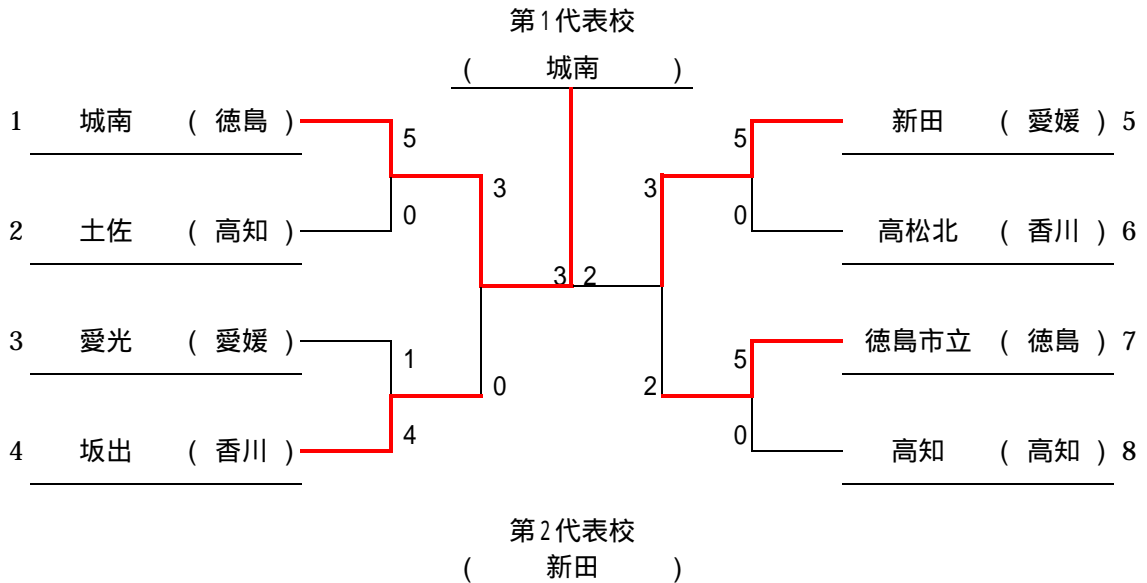 第1代表校
( 城南 )
1 城南 ( 徳島 ) 5 5 新田 ( 愛媛 ) 5
3 3
2 土佐 ( 高知 ) 0 0 高松北 ( 香川 ) 6
3 2
3 愛光 ( 愛媛 ) 1 5 徳島市立 ( 徳島 ) 7
0 2
4 坂出 ( 香川 ) 4 0 高知 ( 高知 ) 8
第2代表校
( 新田 )